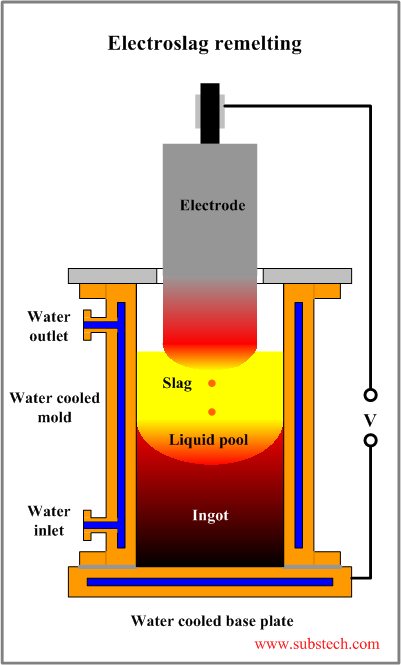 Electroslag remelting
Electrode
Water
outlet
Slag
Water cooled
mold
V
Liquid pool
Water
inlet
Ingot
Water cooled base plate
www.substech.com